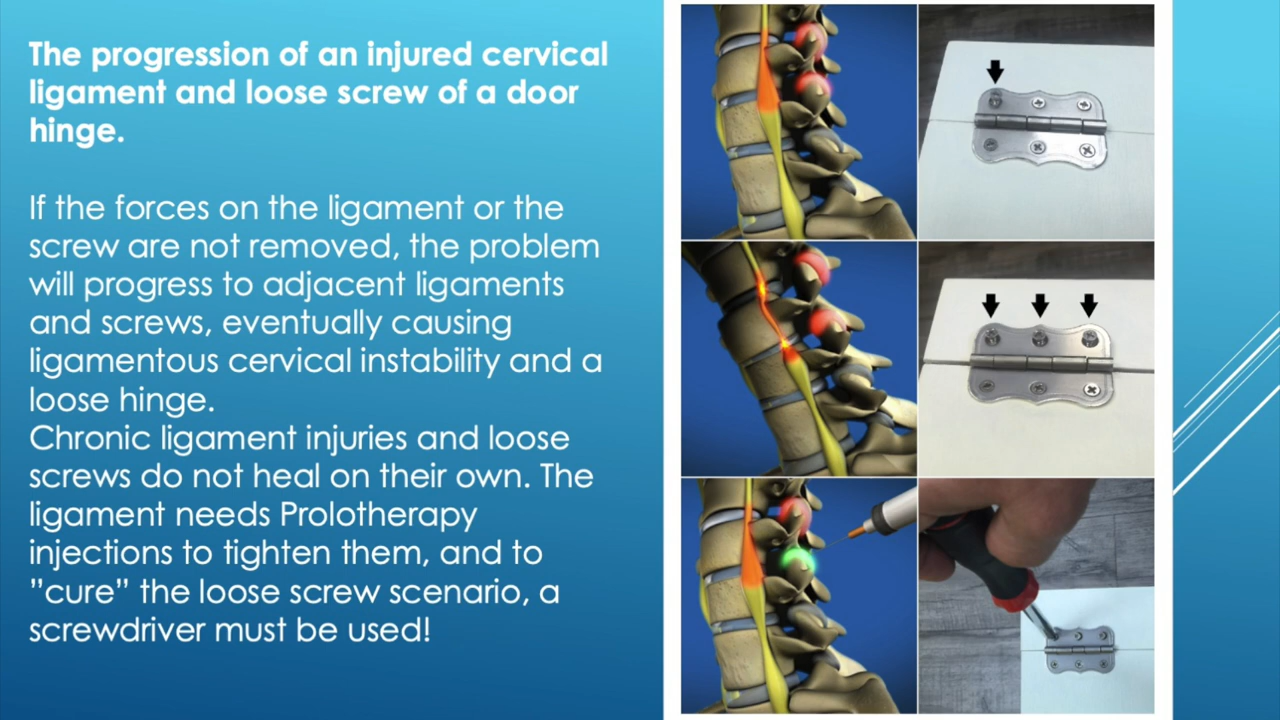 The progression of an injured cervical
ligament and loose screw of a door
hinge.
If the forces on the ligament or the
screw are not removed, the problem
will progress to adjacent ligaments
and screws, eventually causing
ligamentous cervical instability and a
loose hinge.
Chronic ligament injuries and loose
screws do not heal on their own. The
ligament needs Prolotherapy
injections to tighten them, and to
”cure” the loose screw scenario, a
screwdriver must be used!